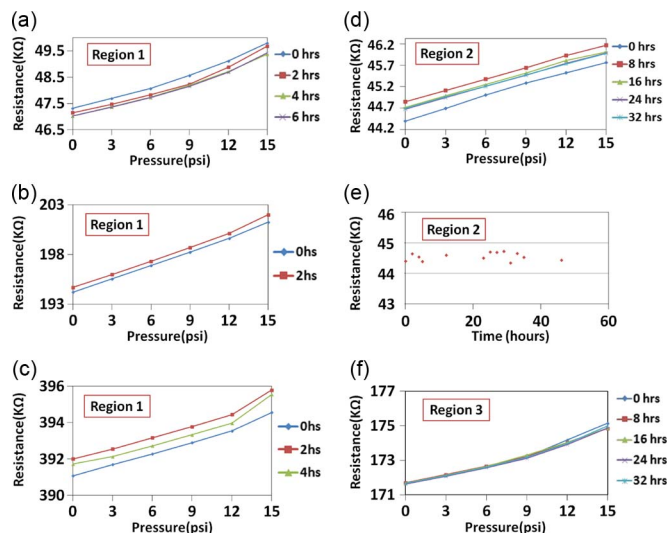 (a)
Resistance(KΩ)
49.5
48.5
47.5
46.5
Region 1
0 hrs
2 hrs
4 hrs
6 hrs
0 3 6 9 12 15
Pressure(psi)
(b)
Resistance(KΩ)
203
198
193
Region 1
0hs
2hs
0 3 6 9 12 15
Pressure(psi)
(c)
Resistance(KΩ)
396
394
392
390
Region 1
0hs
2hs
4hs
0 3 6 9 12 15
Pressure(psi)
(d)
Resistance(KΩ)
46.2
45.7
45.2
44.7
44.2
Region 2
0 hrs
8 hrs
16 hrs
24 hrs
32 hrs
0 3 6 9 12 15
Pressure(psi)
(e)
Resistance(KΩ)
46
45
44
43
Region 2
0 20 40 60
Time (hours)
(f)
Resistance(KΩ)
177
175
173
171
Region 3
0 hrs
8 hrs
16 hrs
24 hrs
32 hrs
0 3 6 9 12 15
Pressure(psi)